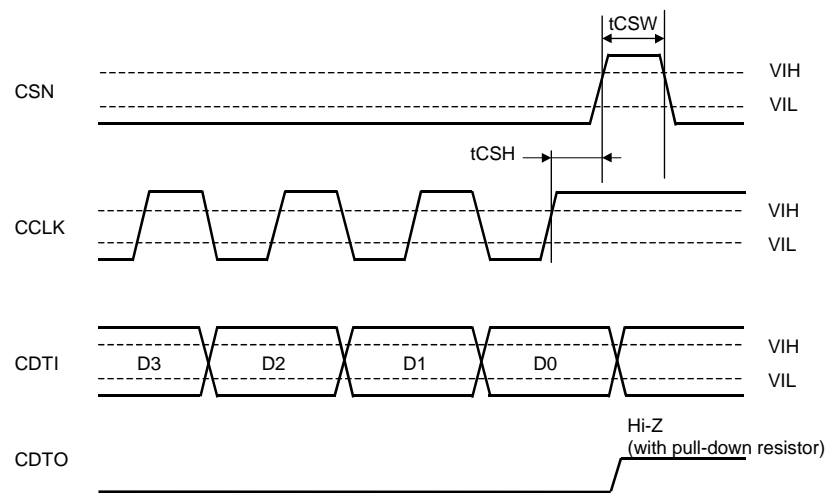 tCSW
VIH
CSN
VIL
tCSH
VIH
CCLK
VIL
VIH
CDTI D3 D2 D1 D0
VIL
Hi-Z
(with pull-down resistor)
CDTO